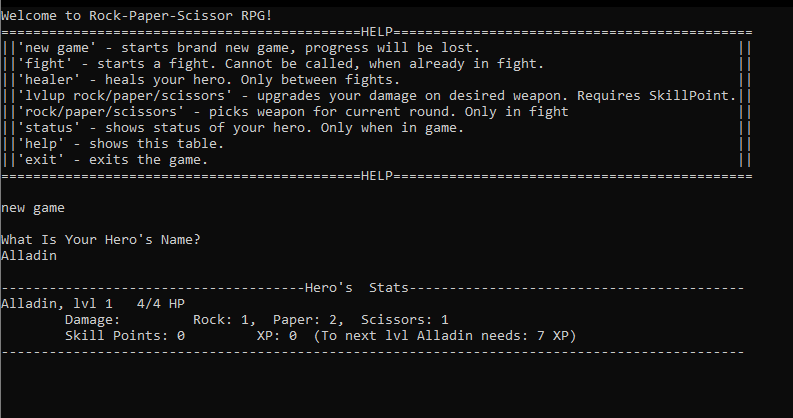 Welcome to Rock-Paper-Scissor RPG!
=============================================HELP=============================================
||'new game' - starts brand new game, progress will be lost. ||
||'fight' - starts a fight. Cannot be called, when already in fight. ||
||'healer' - heals your hero. Only between fights. ||
||'lvlup rock/paper/scissors' - upgrades your damage on desired weapon. Requires SkillPoint.||
||'rock/paper/scissors' - picks weapon for current round. Only in fight ||
||'status' - shows status of your hero. Only when in game. ||
||'help' - shows this table. ||
||'exit' - exits the game. ||
=============================================HELP=============================================
new game
What Is Your Hero's Name?
Alladin
--------------------------------------Hero's  Stats------------------------------------------
Alladin, lvl 1   4/4 HP
        Damage:         Rock: 1,  Paper: 2,  Scissors: 1
        Skill Points: 0         XP: 0  (To next lvl Alladin needs: 7 XP)
---------------------------------------------------------------------------------------------